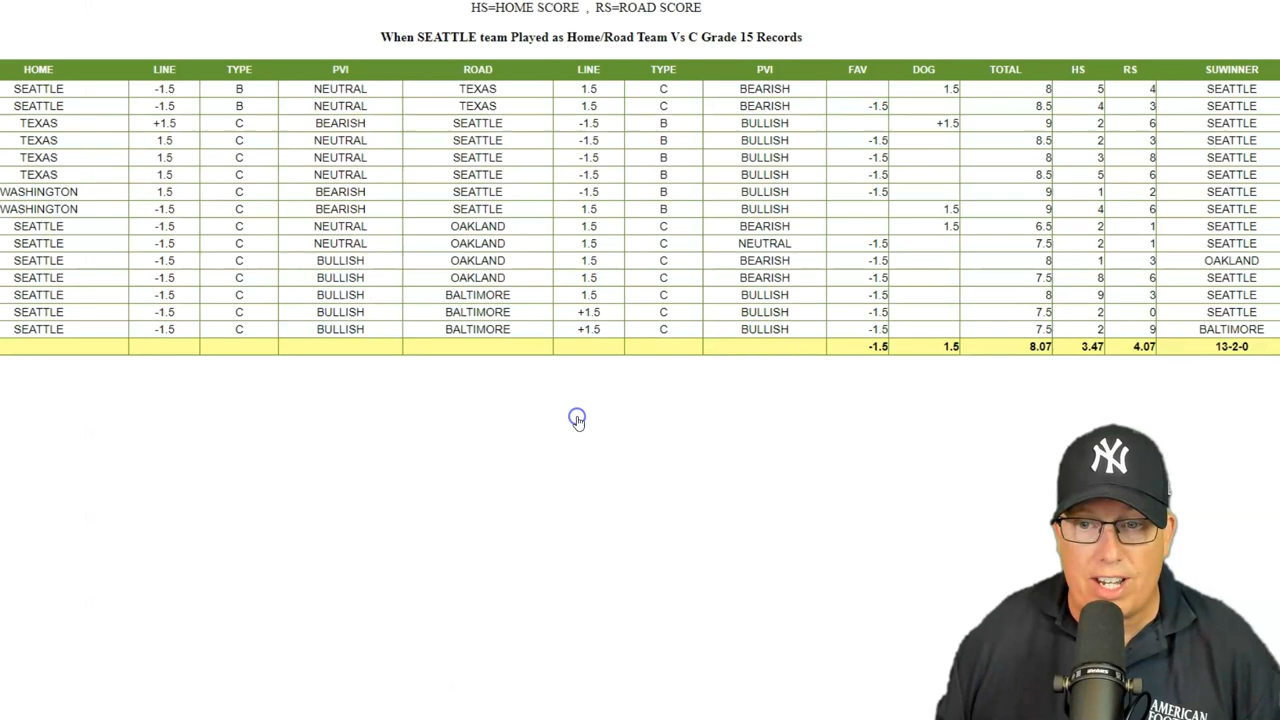 HS=HOME SCORE , RS=ROAD SCORE
When SEATTLE team Played as Home/Road Team Vs C Grade 15 Records
HOME LINE TYPE PVI ROAD LINE TYPE PVI FAV DOG TOTAL HS RS SUWINNER
SEATTLE -1.5 B NEUTRAL TEXAS 1.5 C BEARISH 1.5 8 5 4 SEATTLE
SEATTLE -1.5 B NEUTRAL TEXAS 1.5 C BEARISH -1.5 8.5 4 3 SEATTLE
TEXAS +1.5 C BEARISH SEATTLE -1.5 B BULLISH +1.5 9 2 6 SEATTLE
TEXAS 1.5 C NEUTRAL SEATTLE -1.5 B BULLISH -1.5 8.5 2 3 SEATTLE
TEXAS 1.5 C NEUTRAL SEATTLE -1.5 B BULLISH -1.5 8 3 8 SEATTLE
TEXAS 1.5 C NEUTRAL SEATTLE -1.5 B BULLISH -1.5 8.5 5 6 SEATTLE
WASHINGTON 1.5 C BEARISH SEATTLE -1.5 B BULLISH -1.5 9 1 2 SEATTLE
WASHINGTON -1.5 C BEARISH SEATTLE 1.5 B BULLISH 1.5 9 4 6 SEATTLE
SEATTLE -1.5 C NEUTRAL OAKLAND 1.5 C BEARISH 1.5 6.5 2 1 SEATTLE
SEATTLE -1.5 C NEUTRAL OAKLAND 1.5 C NEUTRAL -1.5 7.5 2 1 SEATTLE
SEATTLE -1.5 C BULLISH OAKLAND 1.5 C BEARISH -1.5 8 1 3 OAKLAND
SEATTLE -1.5 C BULLISH OAKLAND 1.5 C BEARISH -1.5 7.5 8 6 SEATTLE
SEATTLE -1.5 C BULLISH BALTIMORE 1.5 C BULLISH -1.5 8 9 3 SEATTLE
SEATTLE -1.5 C BULLISH BALTIMORE +1.5 C BULLISH -1.5 7.5 2 0 SEATTLE
SEATTLE -1.5 C BULLISH BALTIMORE +1.5 C BULLISH -1.5 7.5 2 9 BALTIMORE
-1.5 1.5 8.07 3.47 4.07 13-2-0
NY
AMERICAN